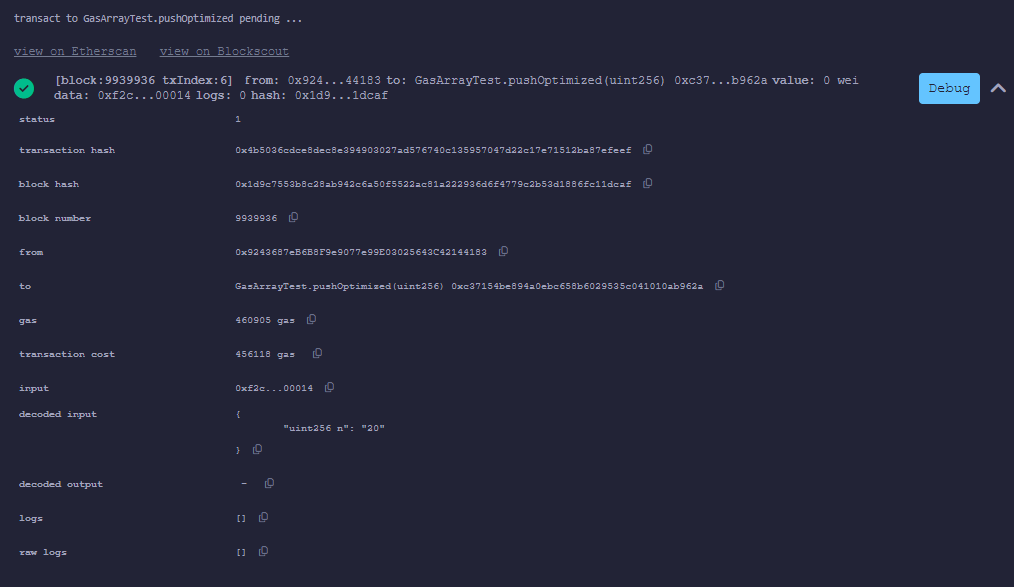 transact to GasArrayTest.pushOptimized pending ...
view on Etherscan view on Blockscout
[block:9939936 txIndex:6] from: 0x924...44183 to: GasArrayTest.pushOptimized(uint256) 0xc37...b962a value: 0 wei
data: 0xf2c...00014 logs: 0 hash: 0x1d9...1dcaf
Debug
status 1
transaction hash 0x4b5036cdce8dec8e394903027ad576740c135957047d22c17e71512ba87efeef
block hash 0x1d9c7553b8c28ab942c6a50f5522ac81a222936d6f4779c2b53d1886fc11dcaf
block number 9939936
from 0x9243687eB6B8F9e9077e99E03025643C42144183
to GasArrayTest.pushOptimized(uint256) 0xc37154be894a0ebc658b6029535c041010ab962a
gas 460905 gas
transaction cost 456118 gas
input 0xf2c...00014
decoded input {
"uint256 n": "20"
}
decoded output -
logs []
raw logs []